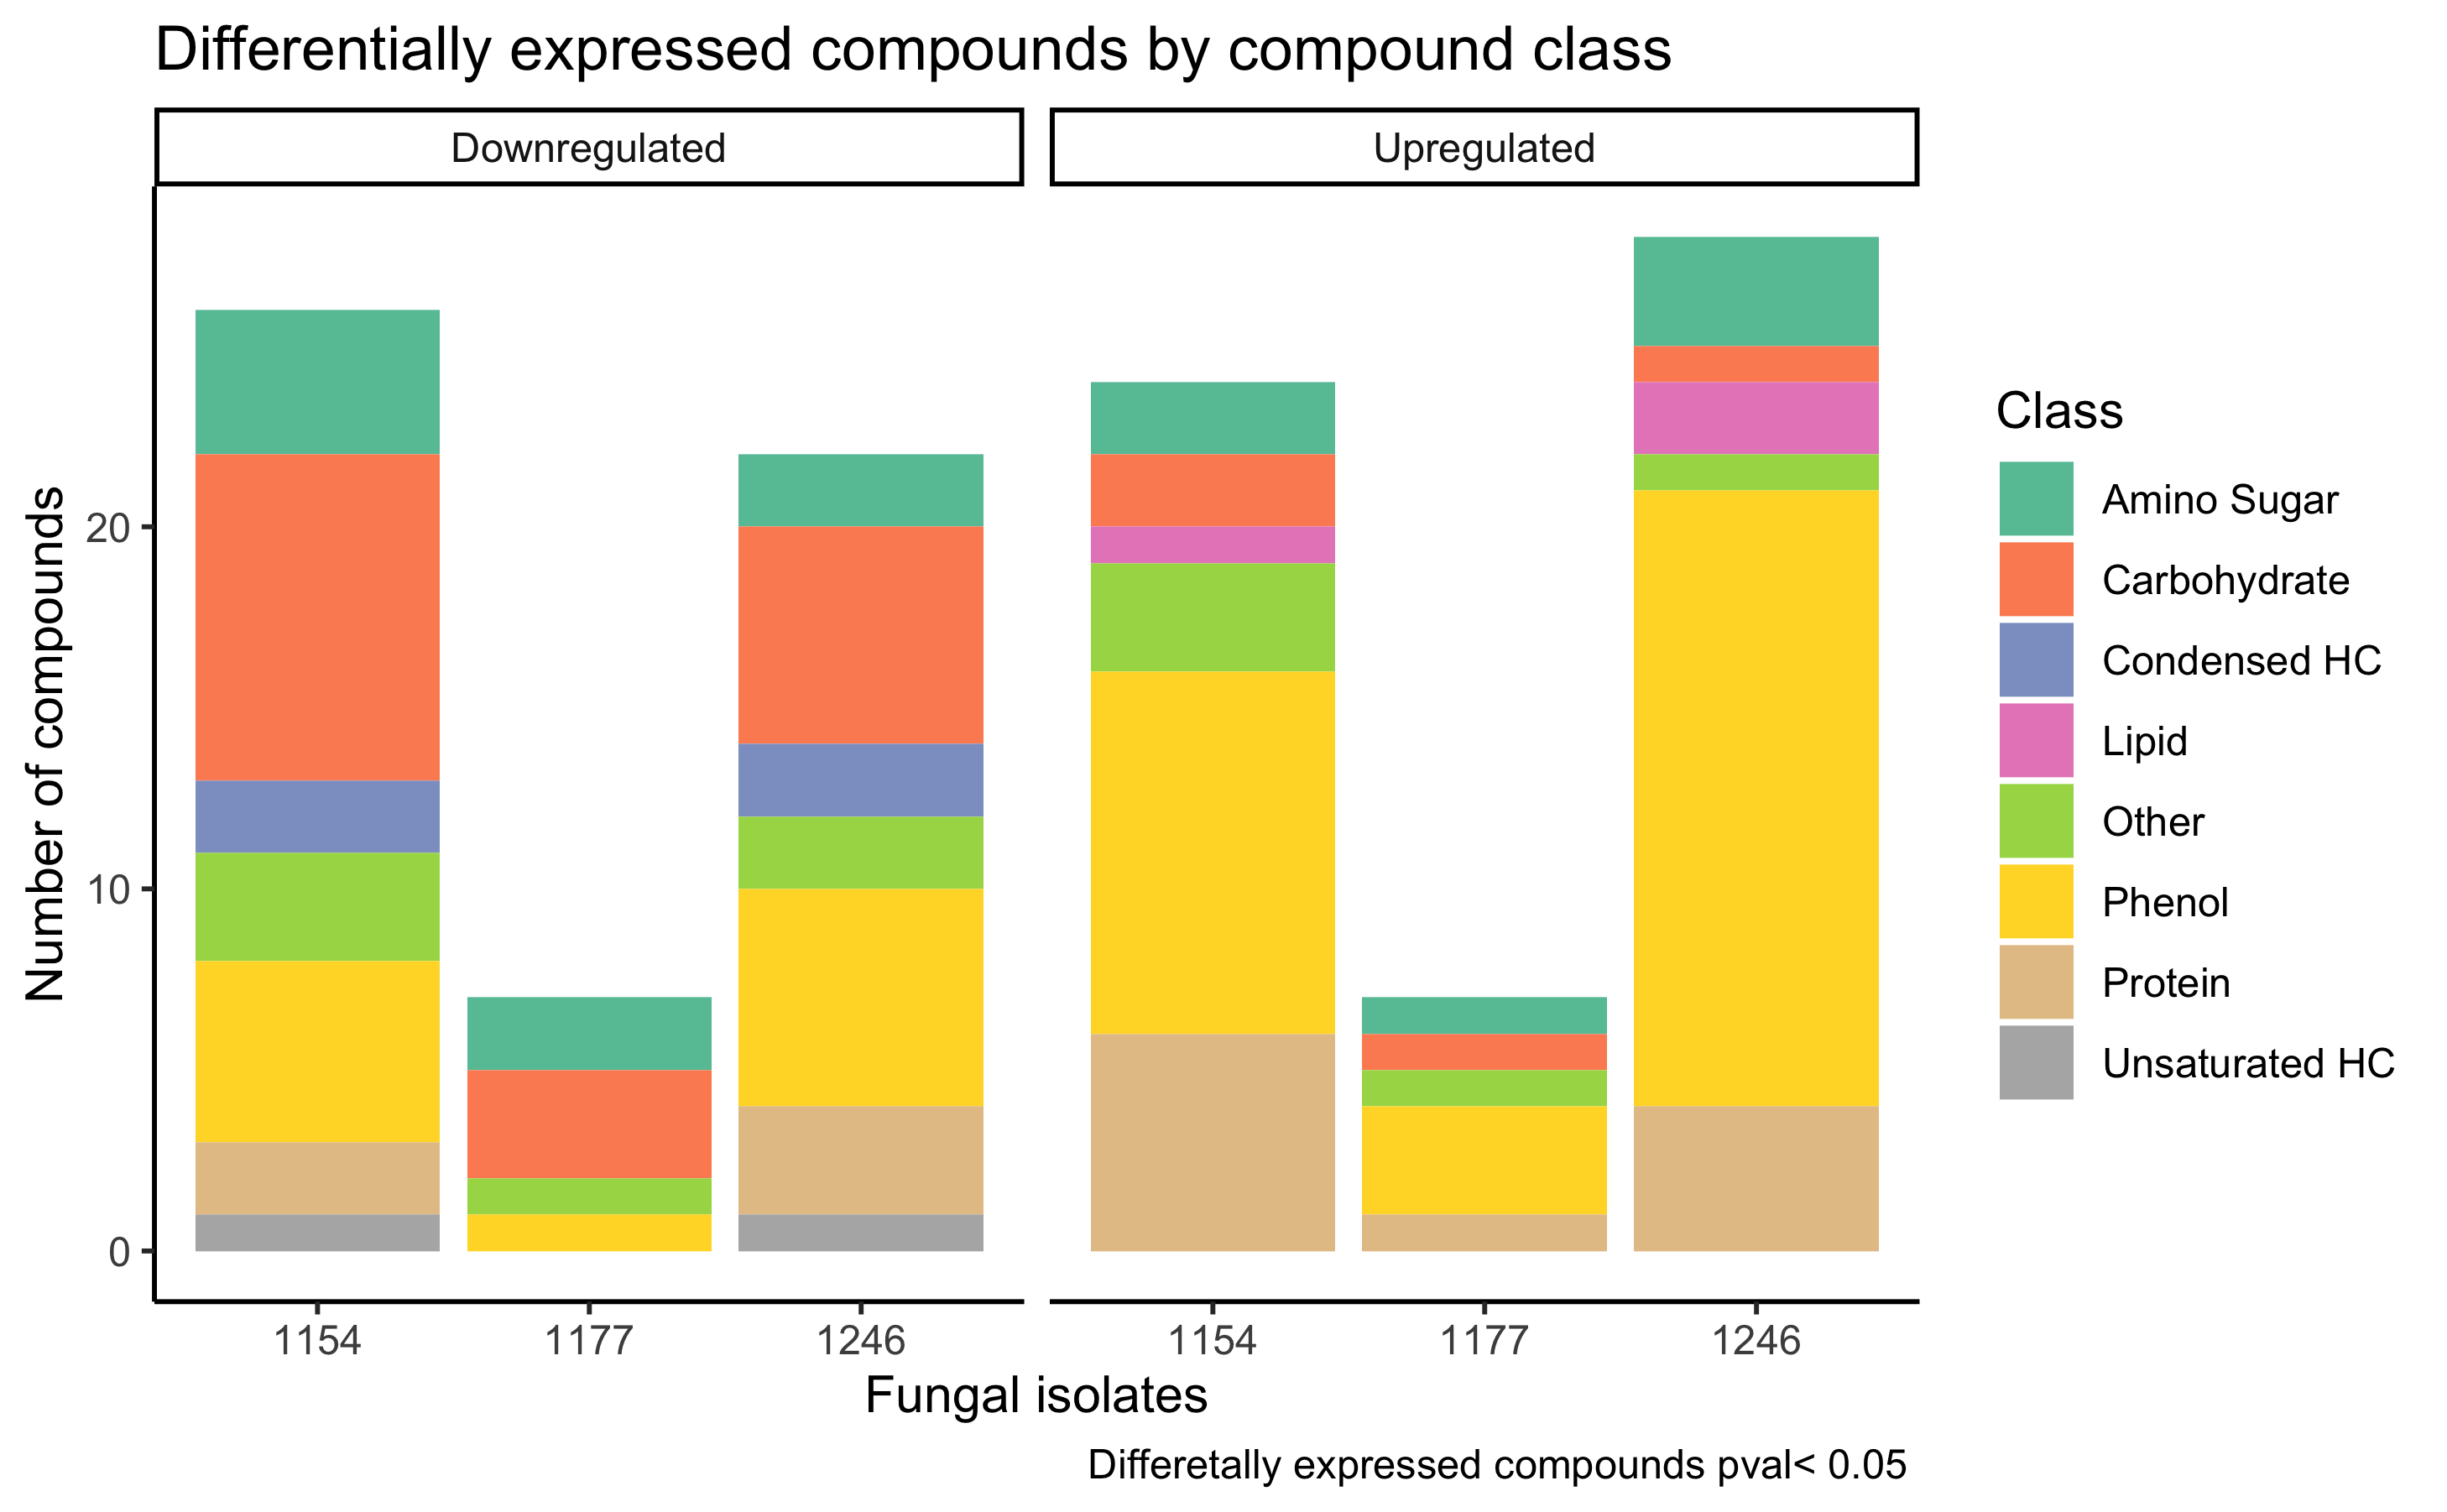 Differentially expressed compounds by compound class
Downregulated
Upregulated
Number of compounds
20
10
0
1154 1177 1246
1154 1177 1246
Fungal isolates
Class
Amino Sugar
Carbohydrate
Condensed HC
Lipid
Other
Phenol
Protein
Unsaturated HC
Differetally expressed compounds pval< 0.05